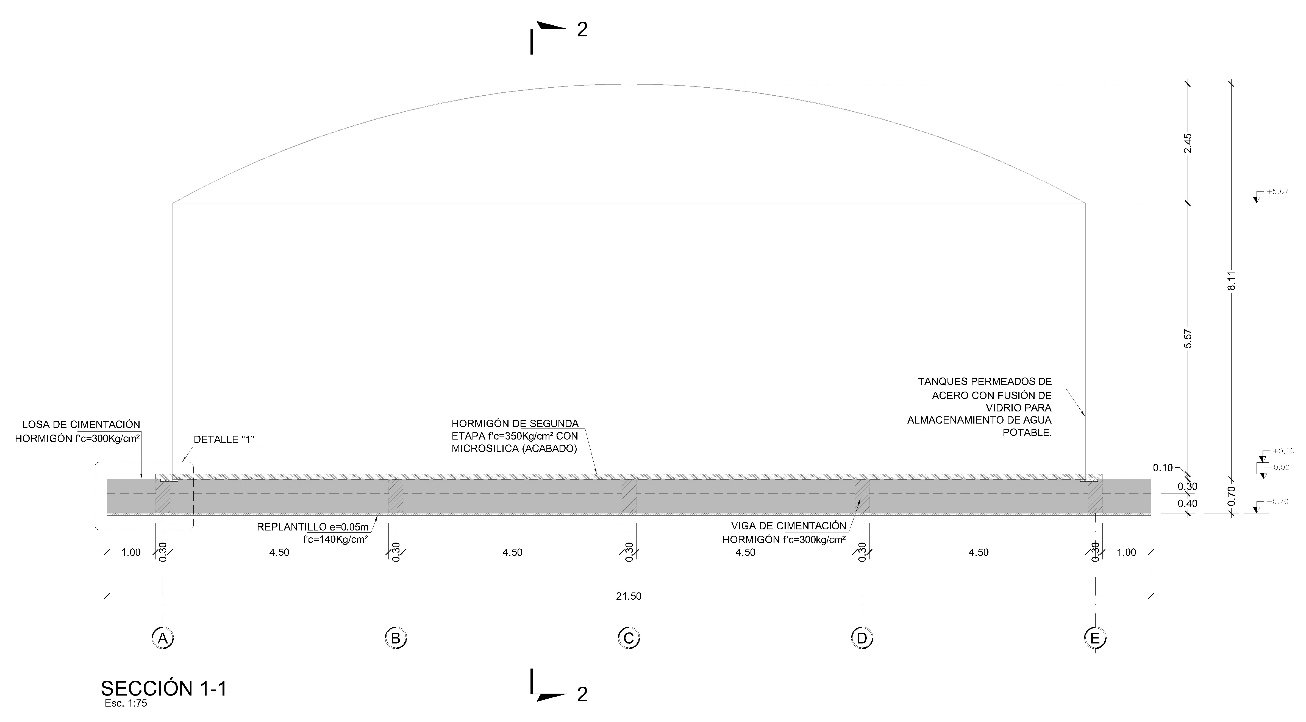 2
2.45
8.11
5.57
TANQUES PERMEADOS DE
ACERO CON FUSIÓN DE
VIDRIO PARA
ALMACENAMIENTO DE AGUA
POTABLE.
LOSA DE CIMENTACIÓN
HORMIGÓN f'c=300Kg/cm²
DETALLE "1"
HORMIGÓN DE SEGUNDA
ETAPA f'c=350Kg/cm² CON
MICROSILICA (ACABADO)
0.10
0.30
0.40
0.70
REPLANTILLO e=0.05m
f'c=140Kg/cm²
VIGA DE CIMENTACIÓN
HORMIGÓN f'c=300kg/cm²
1.00 0.30 4.50 0.30 4.50 0.30 4.50 4.50 0.30 1.00
21.50
A B C D E
SECCIÓN 1-1
Esc. 1:75
2